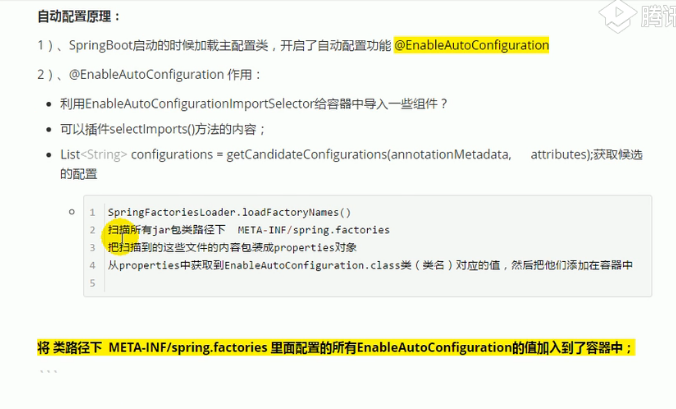 腾讯
自动配置原理：
1）、SpringBoot启动的时候加载主配置类，开启了自动配置功能 @EnableAutoConfiguration
2）、@EnableAutoConfiguration 作用：
利用EnableAutoConfigurationImportSelector给容器中导入一些组件？
可以插件selectImports()方法的内容；
List<String> configurations = getCandidateConfigurations(annotationMetadata, attributes);获取候选
的配置
1 SpringFactoriesLoader.loadFactoryNames()
2 扫描所有jar包类路径下 META-INF/spring.factories
3 把扫描到的这些文件的内容包装成properties对象
4 从properties中获取到EnableAutoConfiguration.class类（类名）对应的值，然后把他们添加在容器中
5
将 类路径下 META-INF/spring.factories 里面配置的所有EnableAutoConfiguration的值加入到了容器中；
```